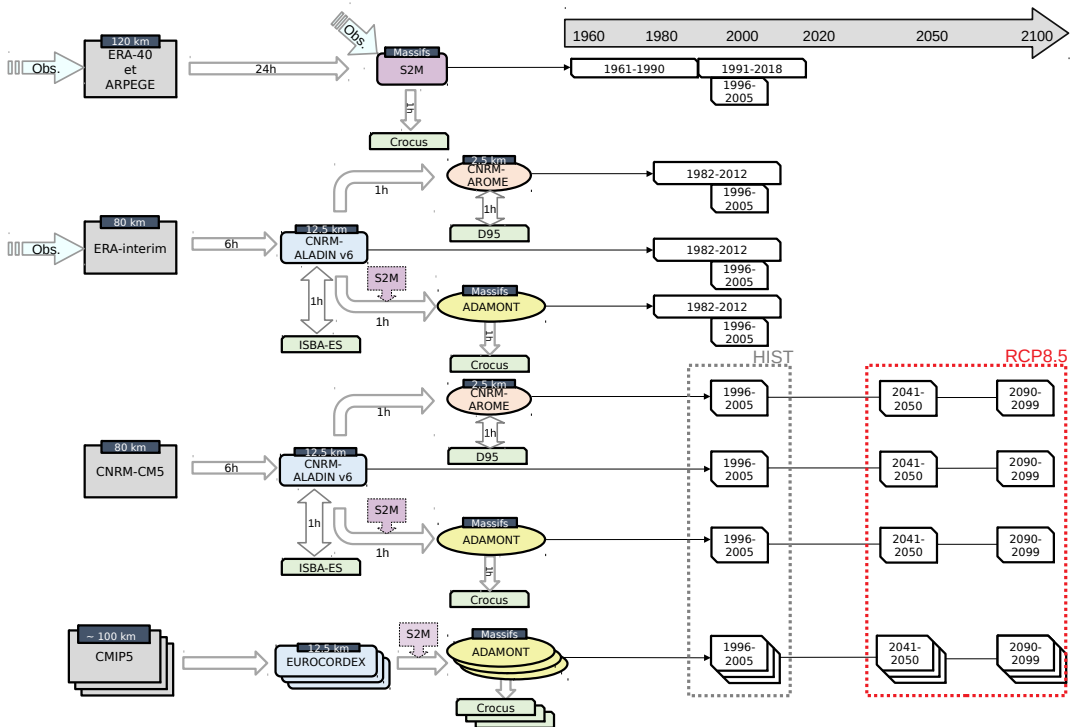 1960 1980 2000 2020 2050 2100
Obs.
120 km
ERA-40
et
ARPEGE
Obs.
24h
Massifs
S2M
1h
Crocus
1961-1990
1991-2018
1996-
2005
80 km
ERA-interim
Obs.
6h
12.5 km
CNRM-
ALADIN v6
1h
2.5 km
CNRM-
AROME
1h
D95
1982-2012
1996-
2005
1982-2012
1996-
2005
1h
ISBA-ES
S2M
1h
Massifs
ADAMONT
1h
Crocus
1982-2012
1996-
2005
HIST
RCP8.5
80 km
CNRM-CM5
6h
12.5 km
CNRM-
ALADIN v6
1h
2.5 km
CNRM-
AROME
1h
D95
1996-
2005
2041-
2050
2090-
2099
1996-
2005
2041-
2050
2090-
2099
1h
ISBA-ES
S2M
1h
Massifs
ADAMONT
1h
Crocus
1996-
2005
2041-
2050
2090-
2099
~ 100 km
CMIP5
12.5 km
EUROCORDEX
S2M
Massifs
ADAMONT
Crocus
1996-
2005
2041-
2050
2090-
2099